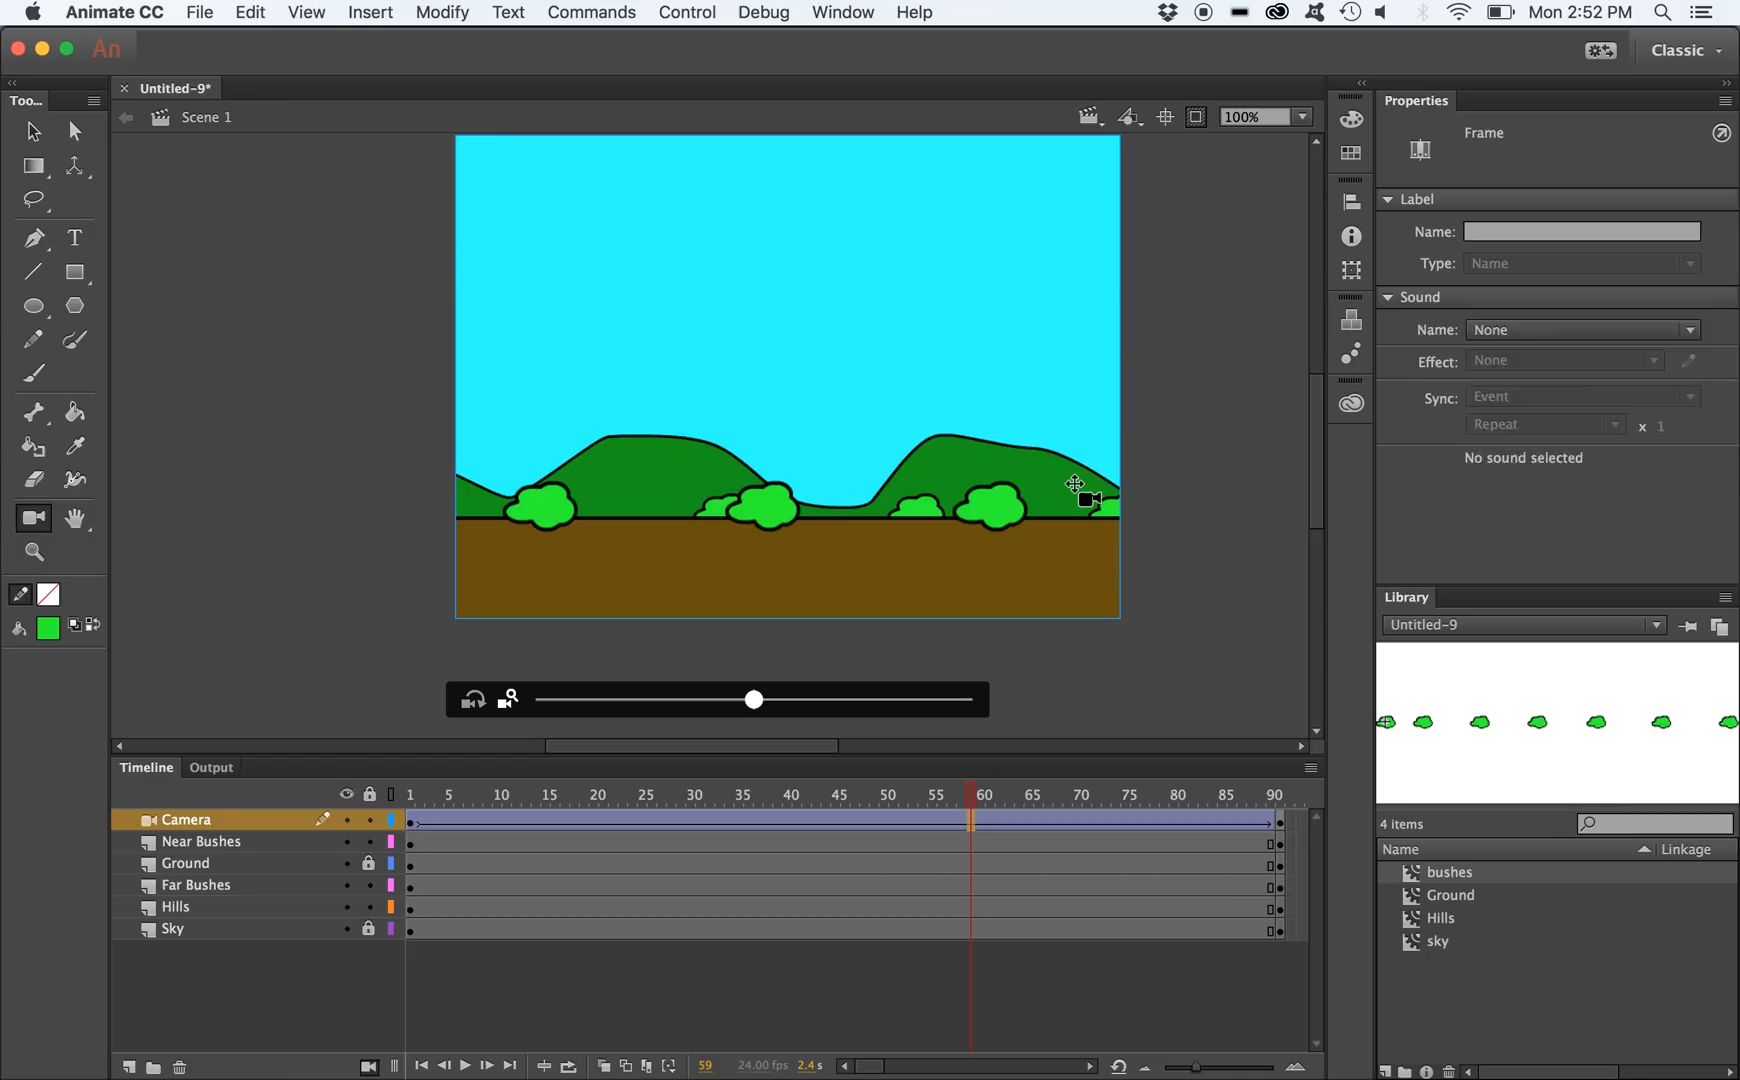 Animate CC File Edit View Insert Modify Text Commands Control Debug Window Help Mon 2:52 PM
An Classic
Too... Untitled-9* Properties
Scene 1 100%
Frame
Label
Name:
Type: Name
Sound
Name: None
Effect: None
Sync: Event
Repeat x 1
No sound selected
Library
Untitled-9
Timeline Output
1 5 10 15 20 25 30 35 40 45 50 55 60 65 70 75 80 85 90
Camera
Near Bushes
Ground
Far Bushes
Hills
Sky
4 items
Name Linkage
bushes
Ground
Hills
sky
59 24.00 fps 2.4 s